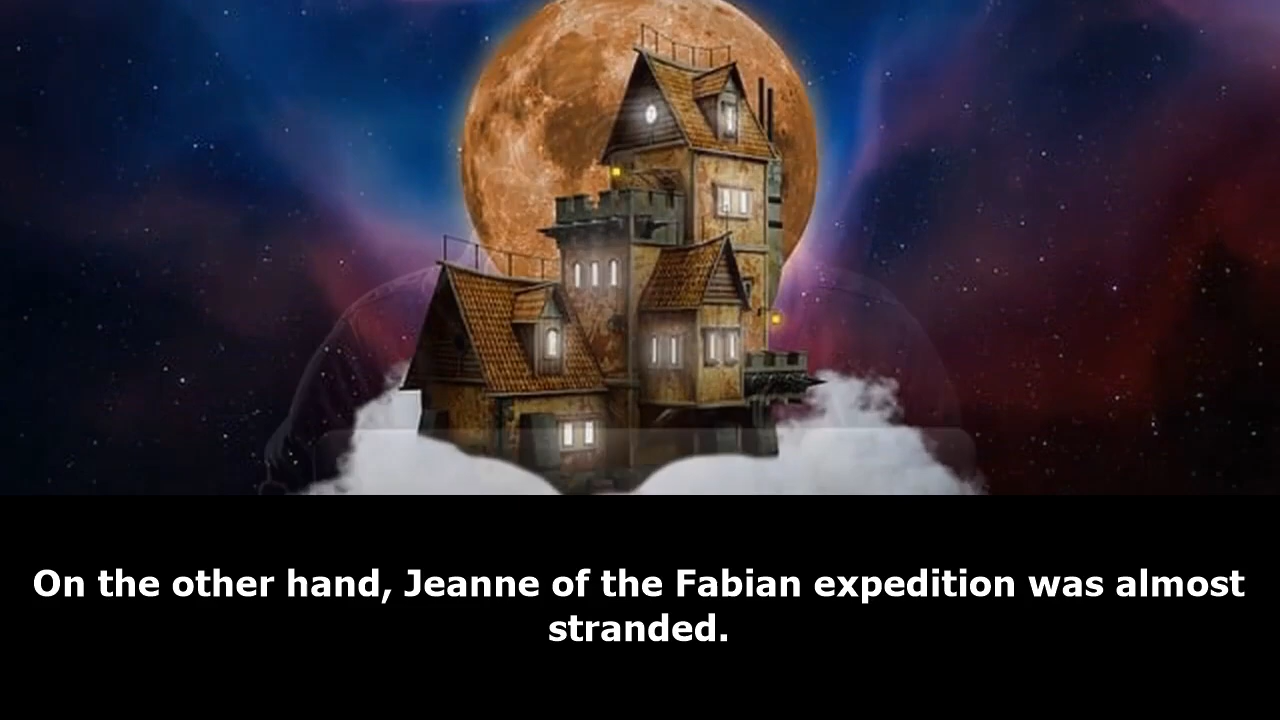 On the other hand, Jeanne of the Fabian expedition was almost
stranded.